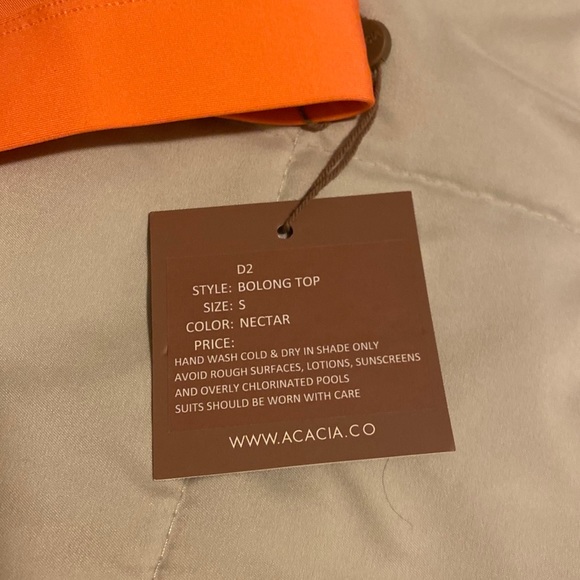 D2
STYLE: BOLONG TOP
SIZE: S
COLOR: NECTAR
PRICE:
HAND WASH COLD & DRY IN SHADE ONLY
AVOID ROUGH SURFACES, LOTIONS, SUNSCREENS
AND OVERLY CHLORINATED POOLS
SUITS SHOULD BE WORN WITH CARE
WWW.ACACIA.CO